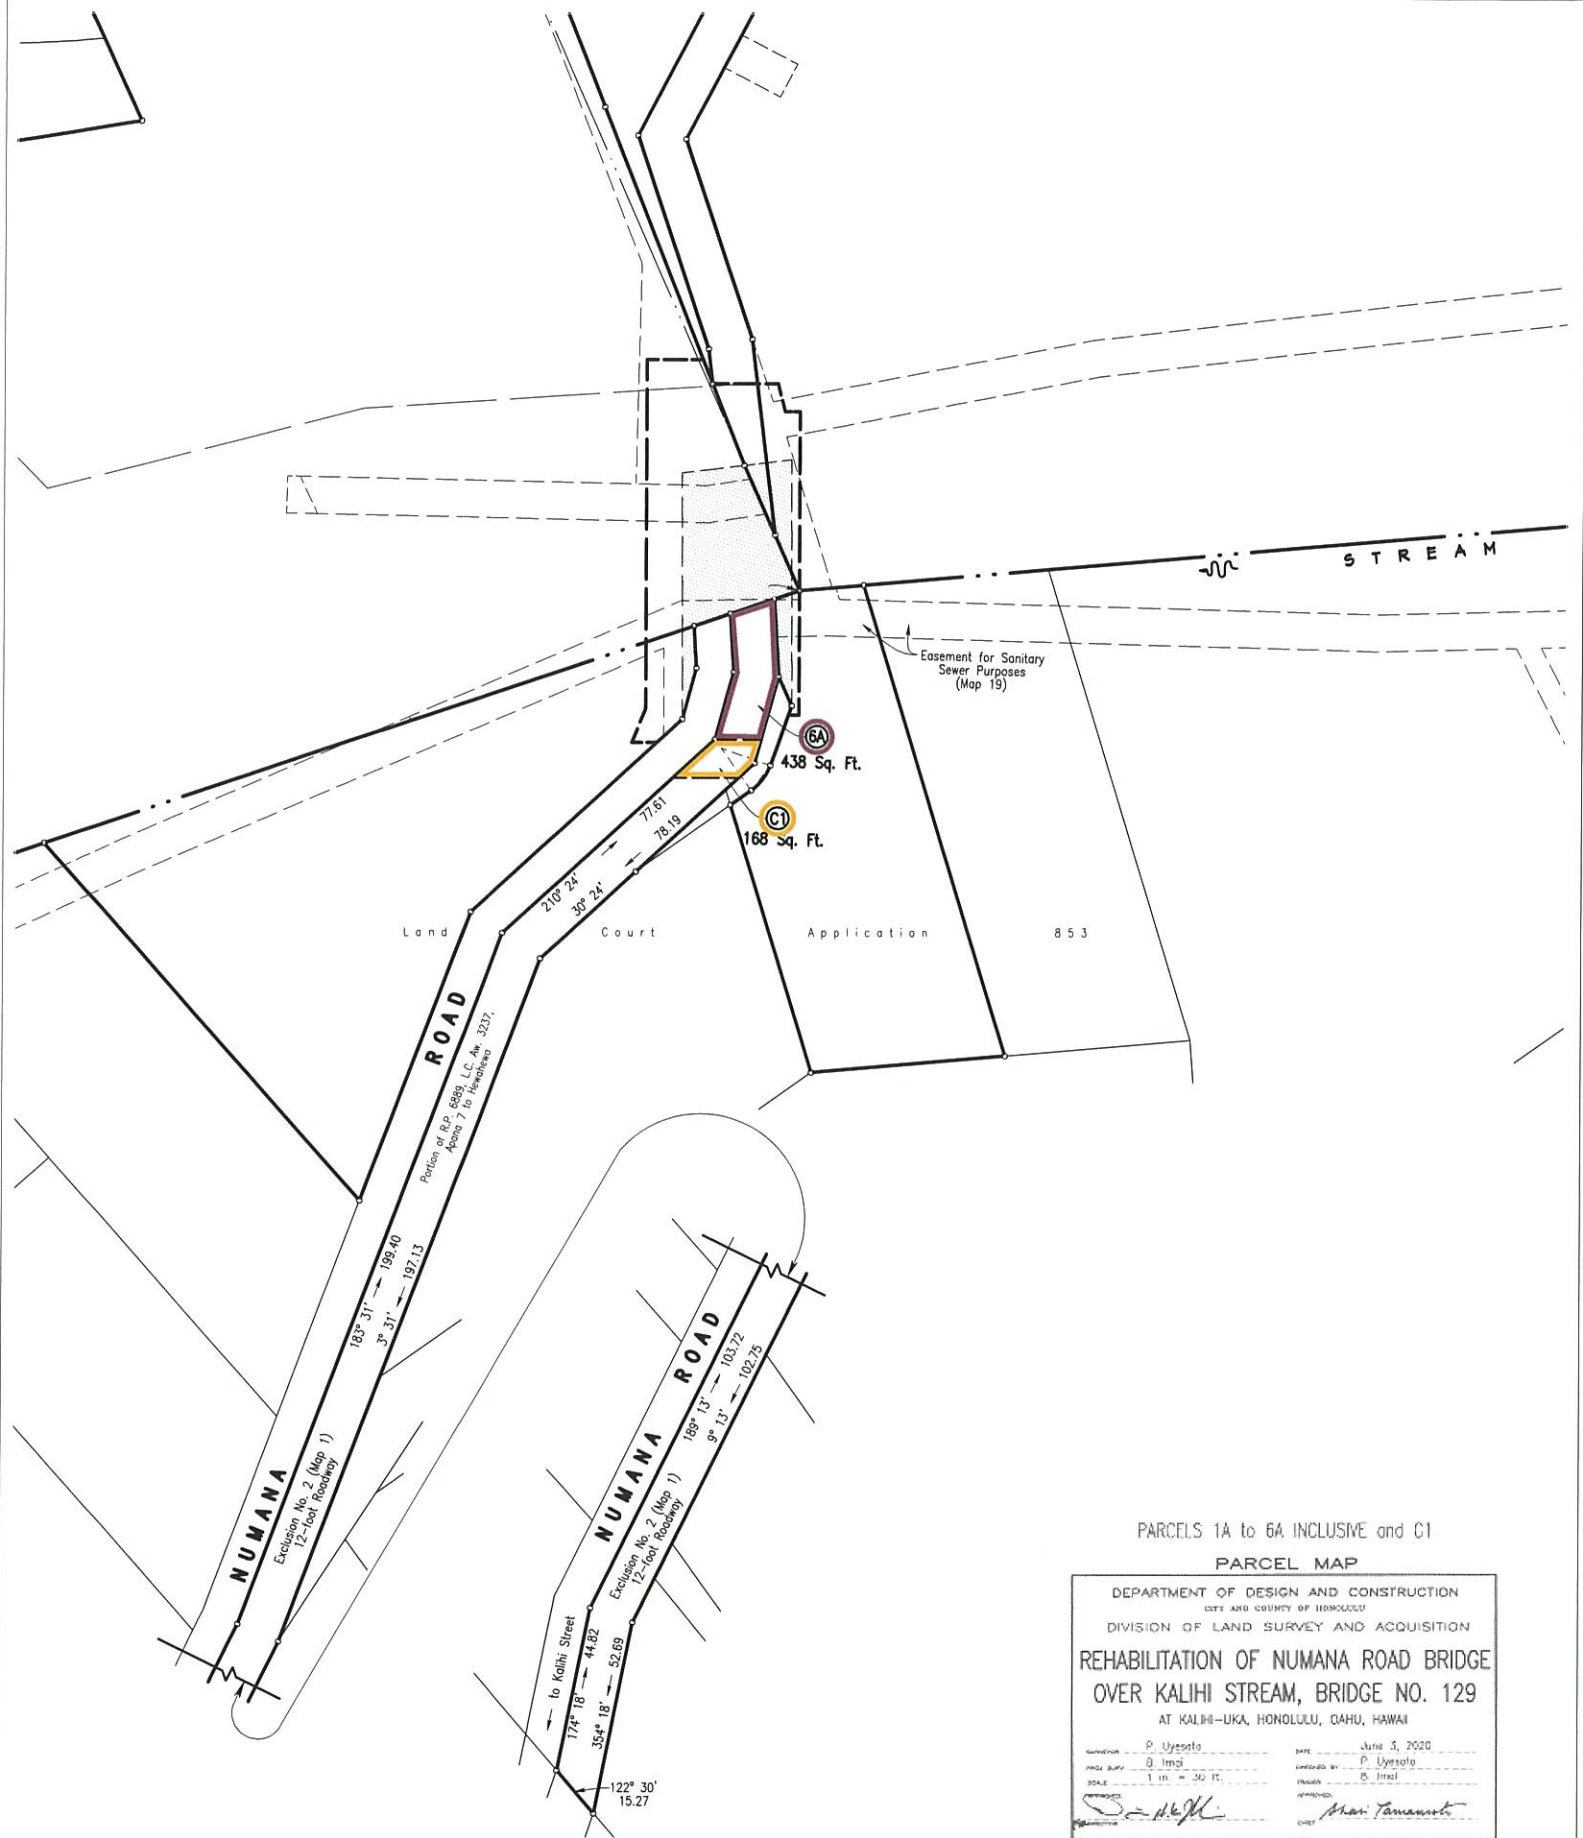 STREAM
Easement for Sanitary
Sewer Purposes
(Map 19)
6A
438 Sq. Ft.
C1
168 Sq. Ft.
77.61
78.19
210° 24'
30° 24'
Land Court Application 853
ROAD
Portion of R.P. 6889, L.C. Aw. 3237,
Apana 7 to Hewahewa
183° 31' 199.40
3° 31' 197.13
NUMANA
Exclusion No. 2 (Map 1)
12-foot Roadway
NUMANA ROAD
189° 13' 103.72
9° 13' 102.75
Exclusion No. 2 (Map 1)
12-foot Roadway
to Kalihi Street
174° 18' 44.82
354° 18' 52.69
122° 30'
15.27
PARCELS 1A to 6A INCLUSIVE and C1
PARCEL MAP
DEPARTMENT OF DESIGN AND CONSTRUCTION
CITY AND COUNTY OF HONOLULU
DIVISION OF LAND SURVEY AND ACQUISITION
REHABILITATION OF NUMANA ROAD BRIDGE
OVER KALIHI STREAM, BRIDGE NO. 129
AT KALIHI-UKA, HONOLULU, OAHU, HAWAII
P. Uyesato
DATE June 3, 2020
B. Imai
P. Uyesato
SCALE 1 in. = 30 ft.
B. Imai
Shari Yamamoto
CHIEF